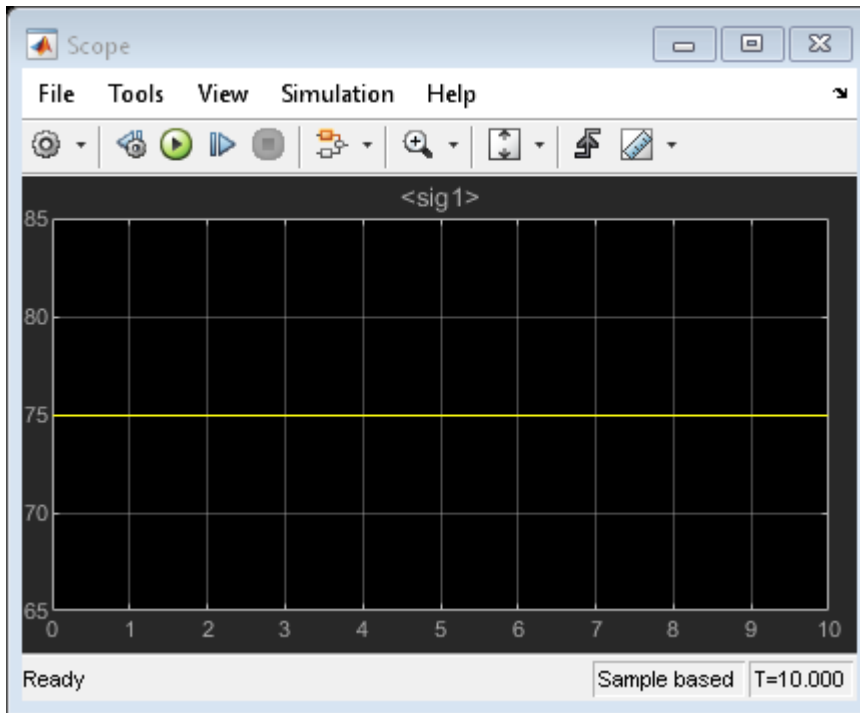 Scope
File Tools View Simulation Help
<sig1>
85
80
75
70
65
0 1 2 3 4 5 6 7 8 9 10
Ready Sample based T=10.000